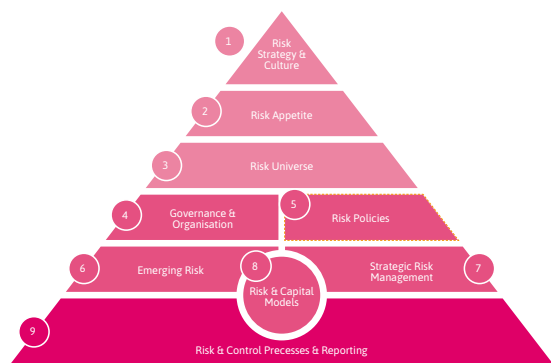 1
Risk
Strategy &
Culture
2
Risk Appetite
3
Risk Universe
4
Governance &
Organisation
5
Risk Policies
6
Emerging Risk
8
Risk & Capital
Models
Strategic Risk
Management
7
9
Risk & Control Precesses & Reporting